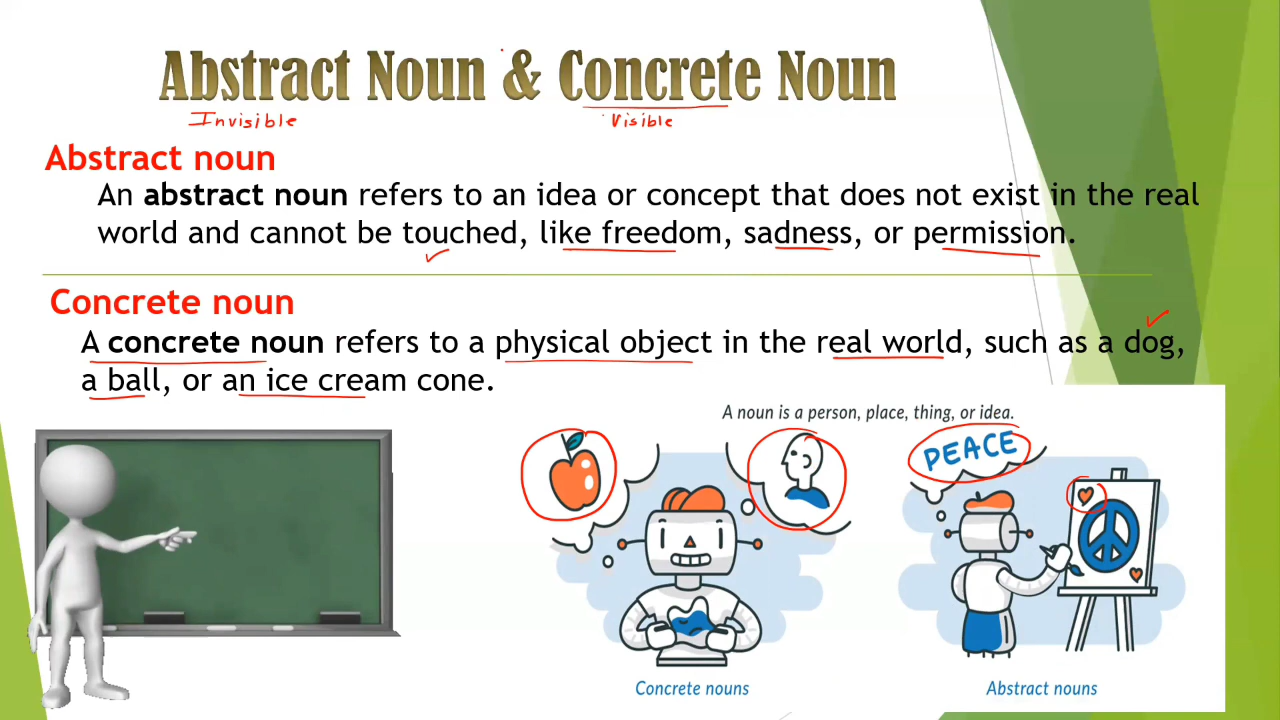 Abstract Noun & Concrete Noun
Invisible Visible
Abstract noun
An abstract noun refers to an idea or concept that does not exist in the real
world and cannot be touched, like freedom, sadness, or permission.
Concrete noun
A concrete noun refers to a physical object in the real world, such as a dog,
a ball, or an ice cream cone.
A noun is a person, place, thing, or idea.
PEACE
Concrete nouns
Abstract nouns